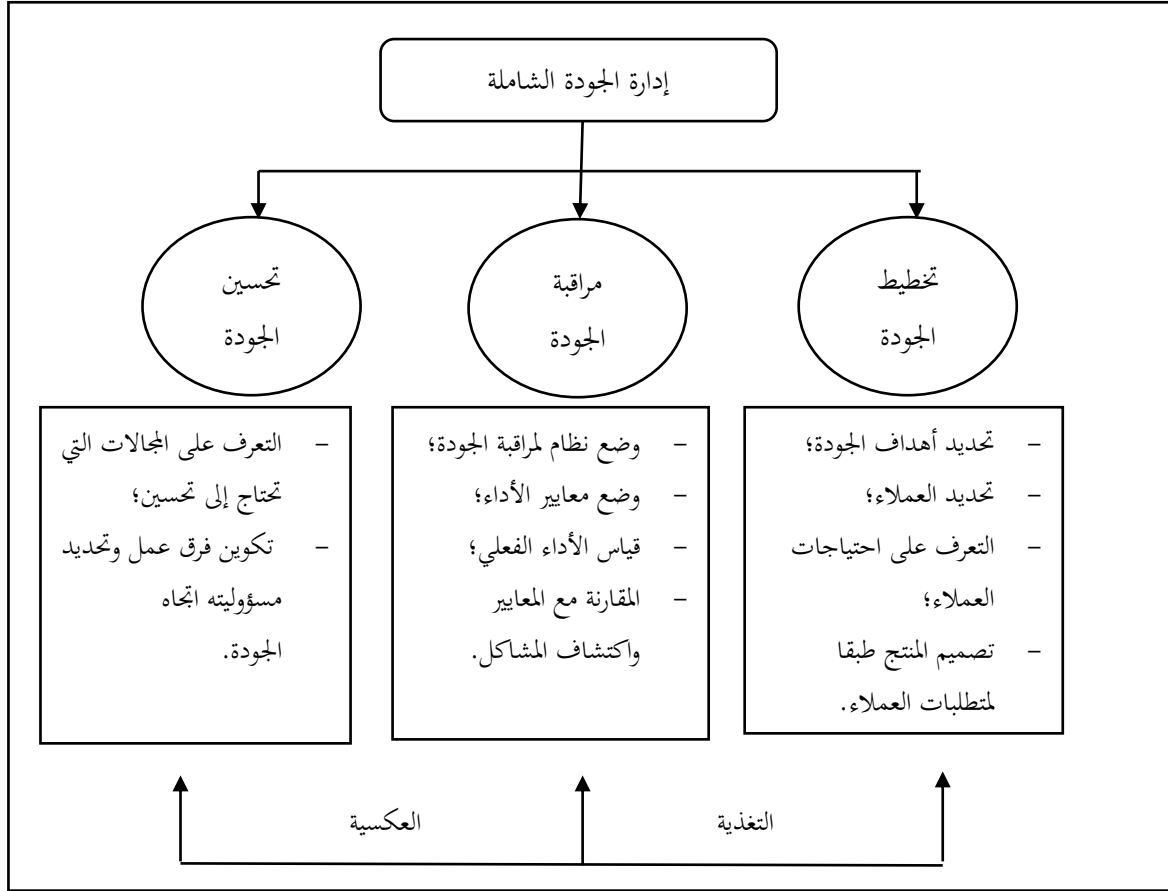 إدارة الجودة الشاملة
تخطيط
الجودة
مراقبة
الجودة
تحسين
الجودة
– تحديد أهداف الجودة؛
– تحديد العملاء؛
– التعرف على احتياجات
العملاء؛
– تصميم المنتج طبقا
لمتطلبات العملاء.
– وضع نظام لمراقبة الجودة؛
– وضع معايير الأداء؛
– قياس الأداء الفعلي؛
– المقارنة مع المعايير
واكتشاف المشاكل.
– التعرف على المجالات التي
تحتاج إلى تحسين؛
– تكوين فرق عمل وتحديد
مسؤوليته اتجاه
الجودة.
التغذية
العكسية